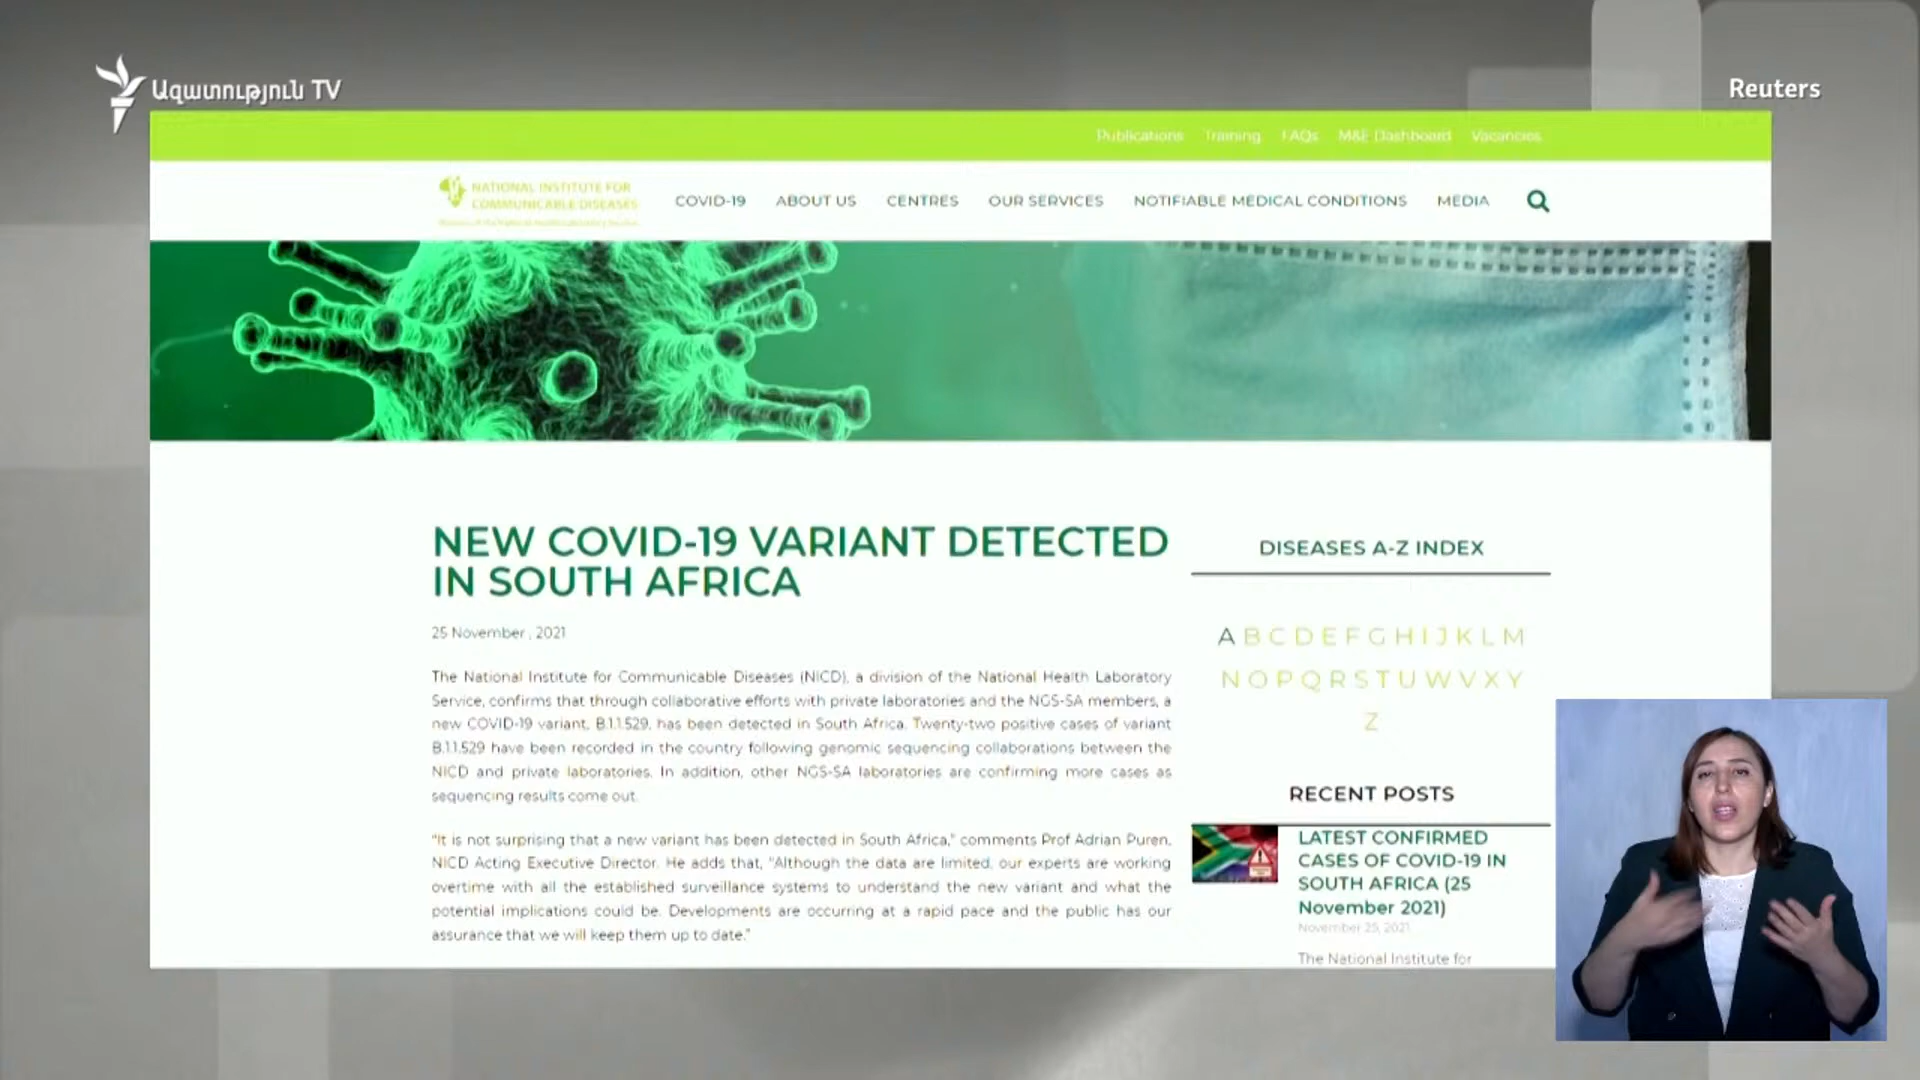 Ազատություն TV
Reuters
Publications Training FAQs M&E Dashboard Vacancies
NATIONAL INSTITUTE FOR
COMMUNICABLE DISEASES
COVID-19 ABOUT US CENTRES OUR SERVICES NOTIFIABLE MEDICAL CONDITIONS MEDIA
NEW COVID-19 VARIANT DETECTED
IN SOUTH AFRICA
25 November , 2021
The National Institute for Communicable Diseases (NICD), a division of the National Health Laboratory
Service, confirms that through collaborative efforts with private laboratories and the NGS-SA members, a
new COVID-19 variant, B.1.1.529, has been detected in South Africa. Twenty-two positive cases of variant
B.1.1.529 have been recorded in the country following genomic sequencing collaborations between the
NICD and private laboratories. In addition, other NGS-SA laboratories are confirming more cases as
sequencing results come out.
"It is not surprising that a new variant has been detected in South Africa," comments Prof Adrian Puren,
NICD Acting Executive Director. He adds that, "Although the data are limited, our experts are working
overtime with all the established surveillance systems to understand the new variant and what the
potential implications could be. Developments are occurring at a rapid pace and the public has our
assurance that we will keep them up to date."
DISEASES A-Z INDEX
A B C D E F G H I J K L M
N O P Q R S T U W V X Y
Z
RECENT POSTS
LATEST CONFIRMED
CASES OF COVID-19 IN
SOUTH AFRICA (25
November 2021)
November 25, 2021
The National Institute for